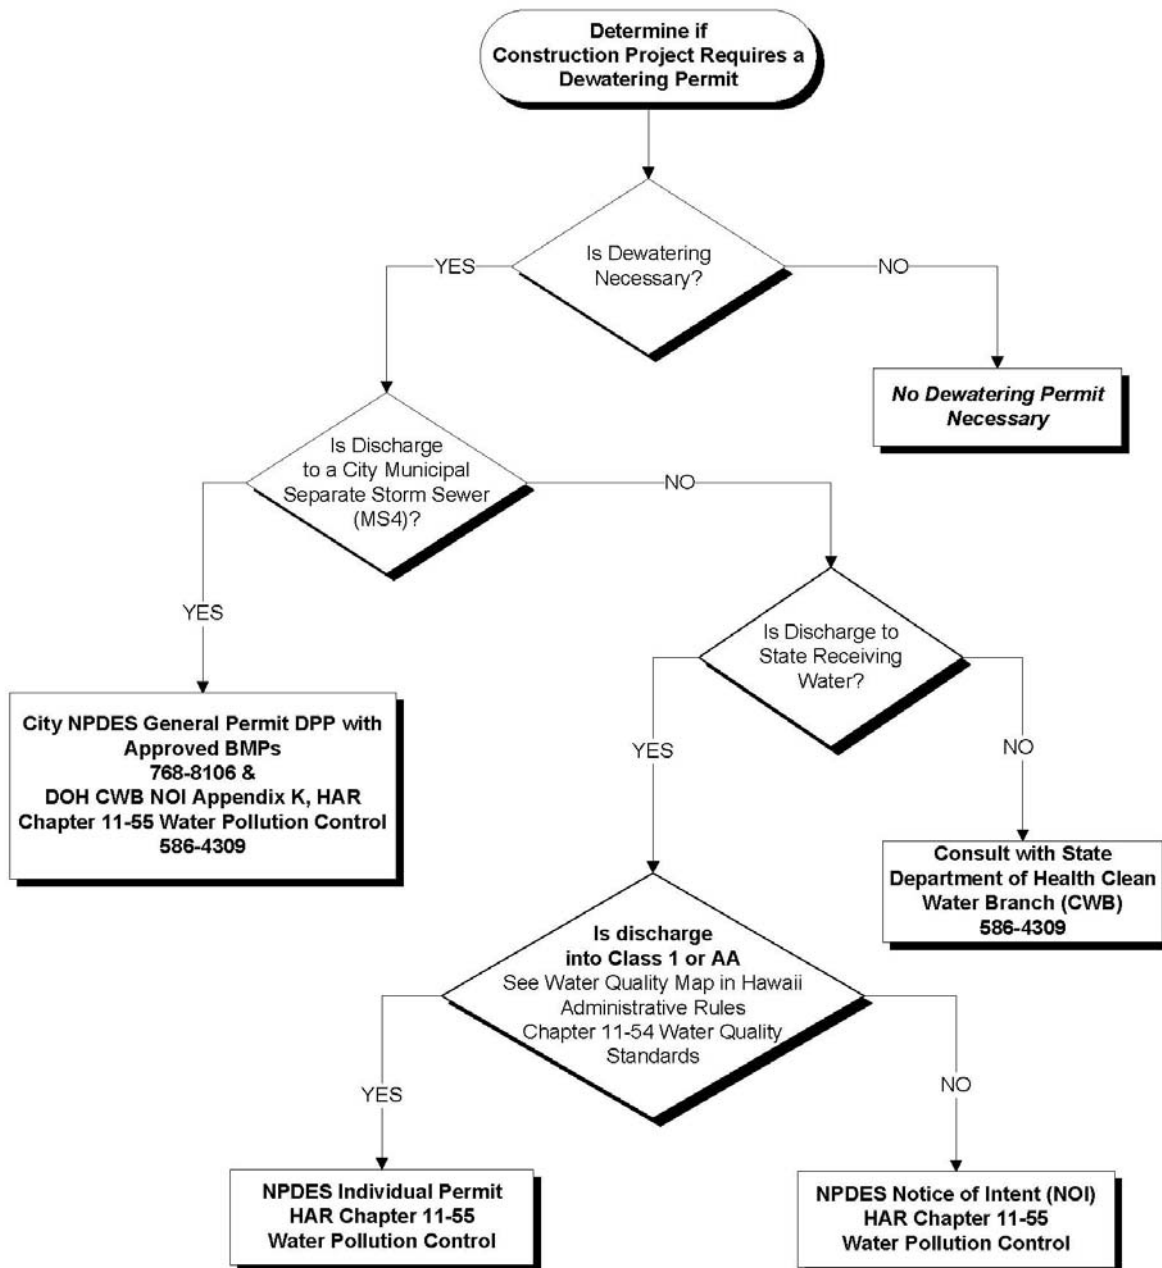 Determine if
Construction Project Requires a
Dewatering Permit
Is Dewatering
Necessary?
YES
NO
No Dewatering Permit
Necessary
Is Discharge
to a City Municipal
Separate Storm Sewer
(MS4)?
NO
YES
Is Discharge to
State Receiving
Water?
City NPDES General Permit DPP with
Approved BMPs
768-8106 &
DOH CWB NOI Appendix K, HAR
Chapter 11-55 Water Pollution Control
586-4309
YES
NO
Consult with State
Department of Health Clean
Water Branch (CWB)
586-4309
Is discharge
into Class 1 or AA
See Water Quality Map in Hawaii
Administrative Rules
Chapter 11-54 Water Quality
Standards
YES
NO
NPDES Individual Permit
HAR Chapter 11-55
Water Pollution Control
NPDES Notice of Intent (NOI)
HAR Chapter 11-55
Water Pollution Control